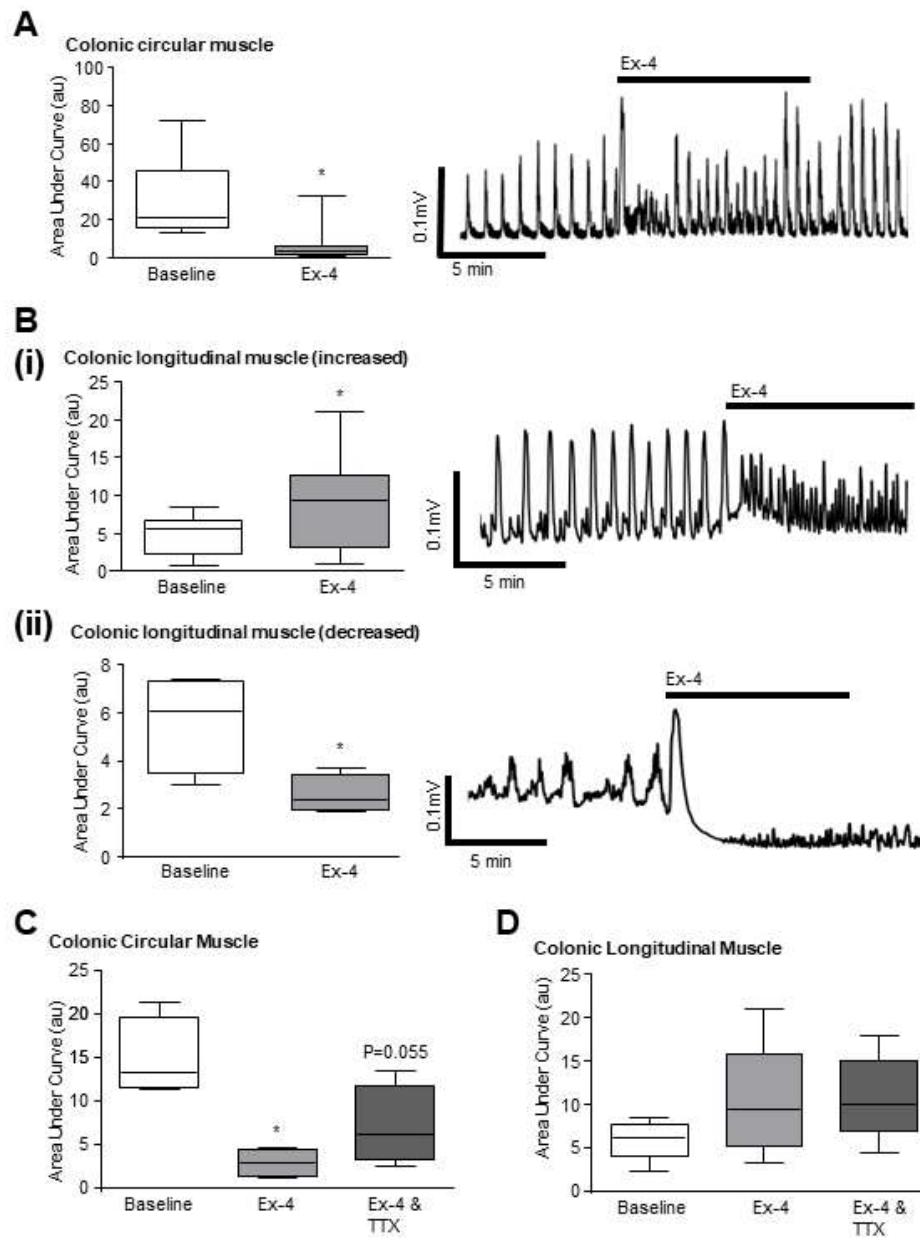 A
Colonic circular muscle
Area Under Curve (au)
100
80
60
40
20
0
*
Baseline
Ex-4
Ex-4
0.1mV
5 min
B
(i)
Colonic longitudinal muscle (increased)
Area Under Curve (au)
25
20
15
10
5
0
*
Baseline
Ex-4
Ex-4
0.1mV
5 min
(ii)
Colonic longitudinal muscle (decreased)
Area Under Curve (au)
8
6
4
2
0
*
Baseline
Ex-4
Ex-4
0.1mV
5 min
C
Colonic Circular Muscle
Area Under Curve (au)
25
20
15
10
5
0
*
P=0.055
Baseline
Ex-4
Ex-4 &
TTX
D
Colonic Longitudinal Muscle
Area Under Curve (au)
25
20
15
10
5
0
Baseline
Ex-4
Ex-4 &
TTX